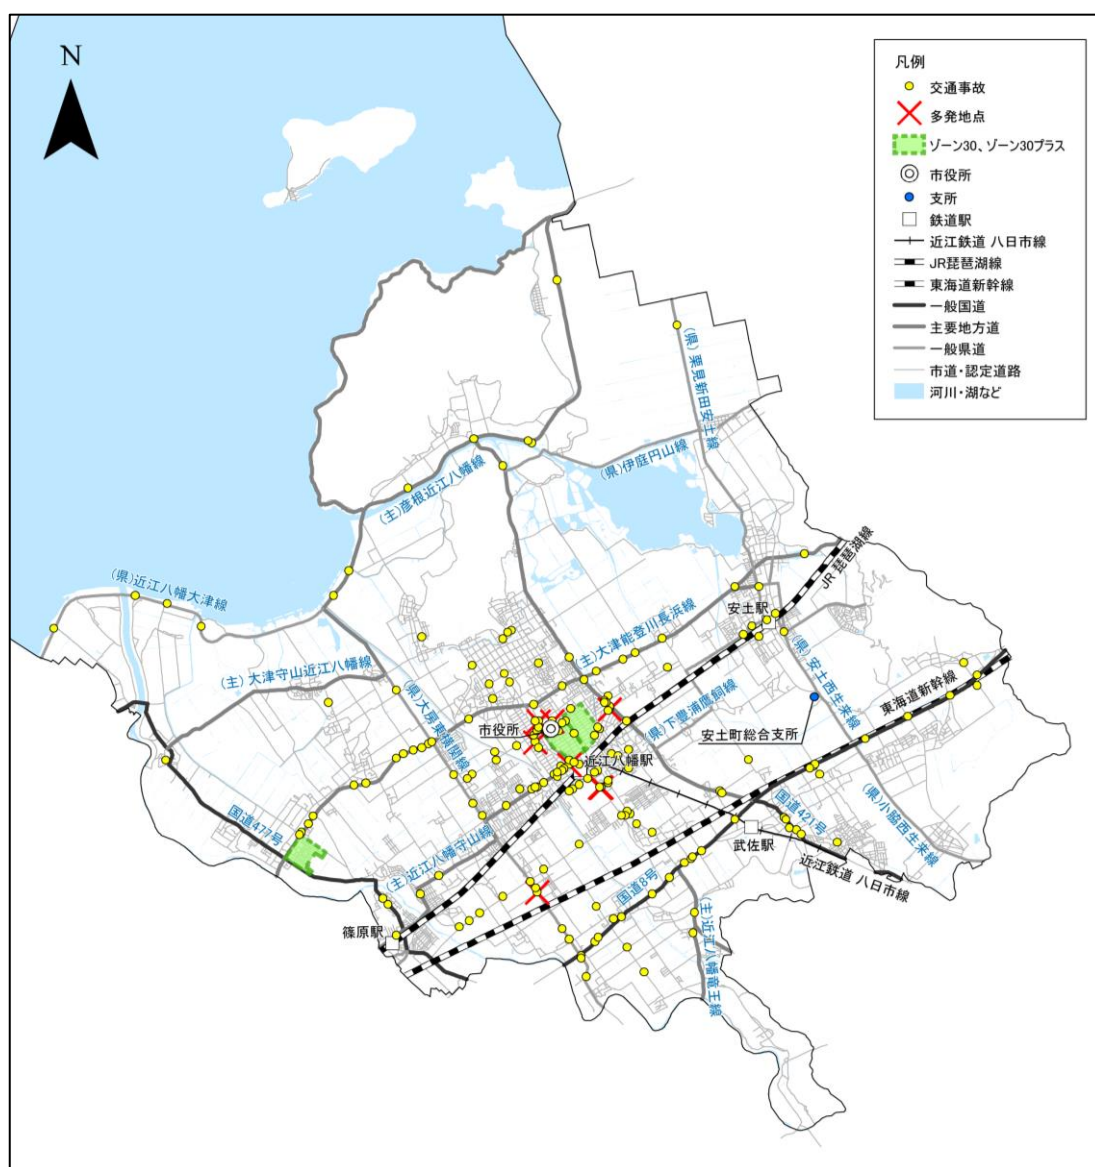 N
凡例
交通事故
多発地点
ゾーン30、ゾーン30プラス
市役所
支所
鉄道駅
近江鉄道 八日市線
JR琵琶湖線
東海道新幹線
一般国道
主要地方道
一般県道
市道・認定道路
河川・湖など
(県)栗見新田安土線
(県)伊庭円山線
(主)彦根近江八幡線
JR 琵琶湖線
(県)近江八幡大津線
安土駅
(主)大津能登川長浜線
(主) 大津守山近江八幡線
(県)安土西生来線
(県)大房東横関線
(県)下豊浦鷹飼線
東海道新幹線
市役所
安土町総合支所
近江八幡駅
国道477号
国道421号
(県)小脇西生来線
武佐駅
(主)近江八幡守山線
近江鉄道 八日市線
国道8号
篠原駅
(主)近江八幡竜王線